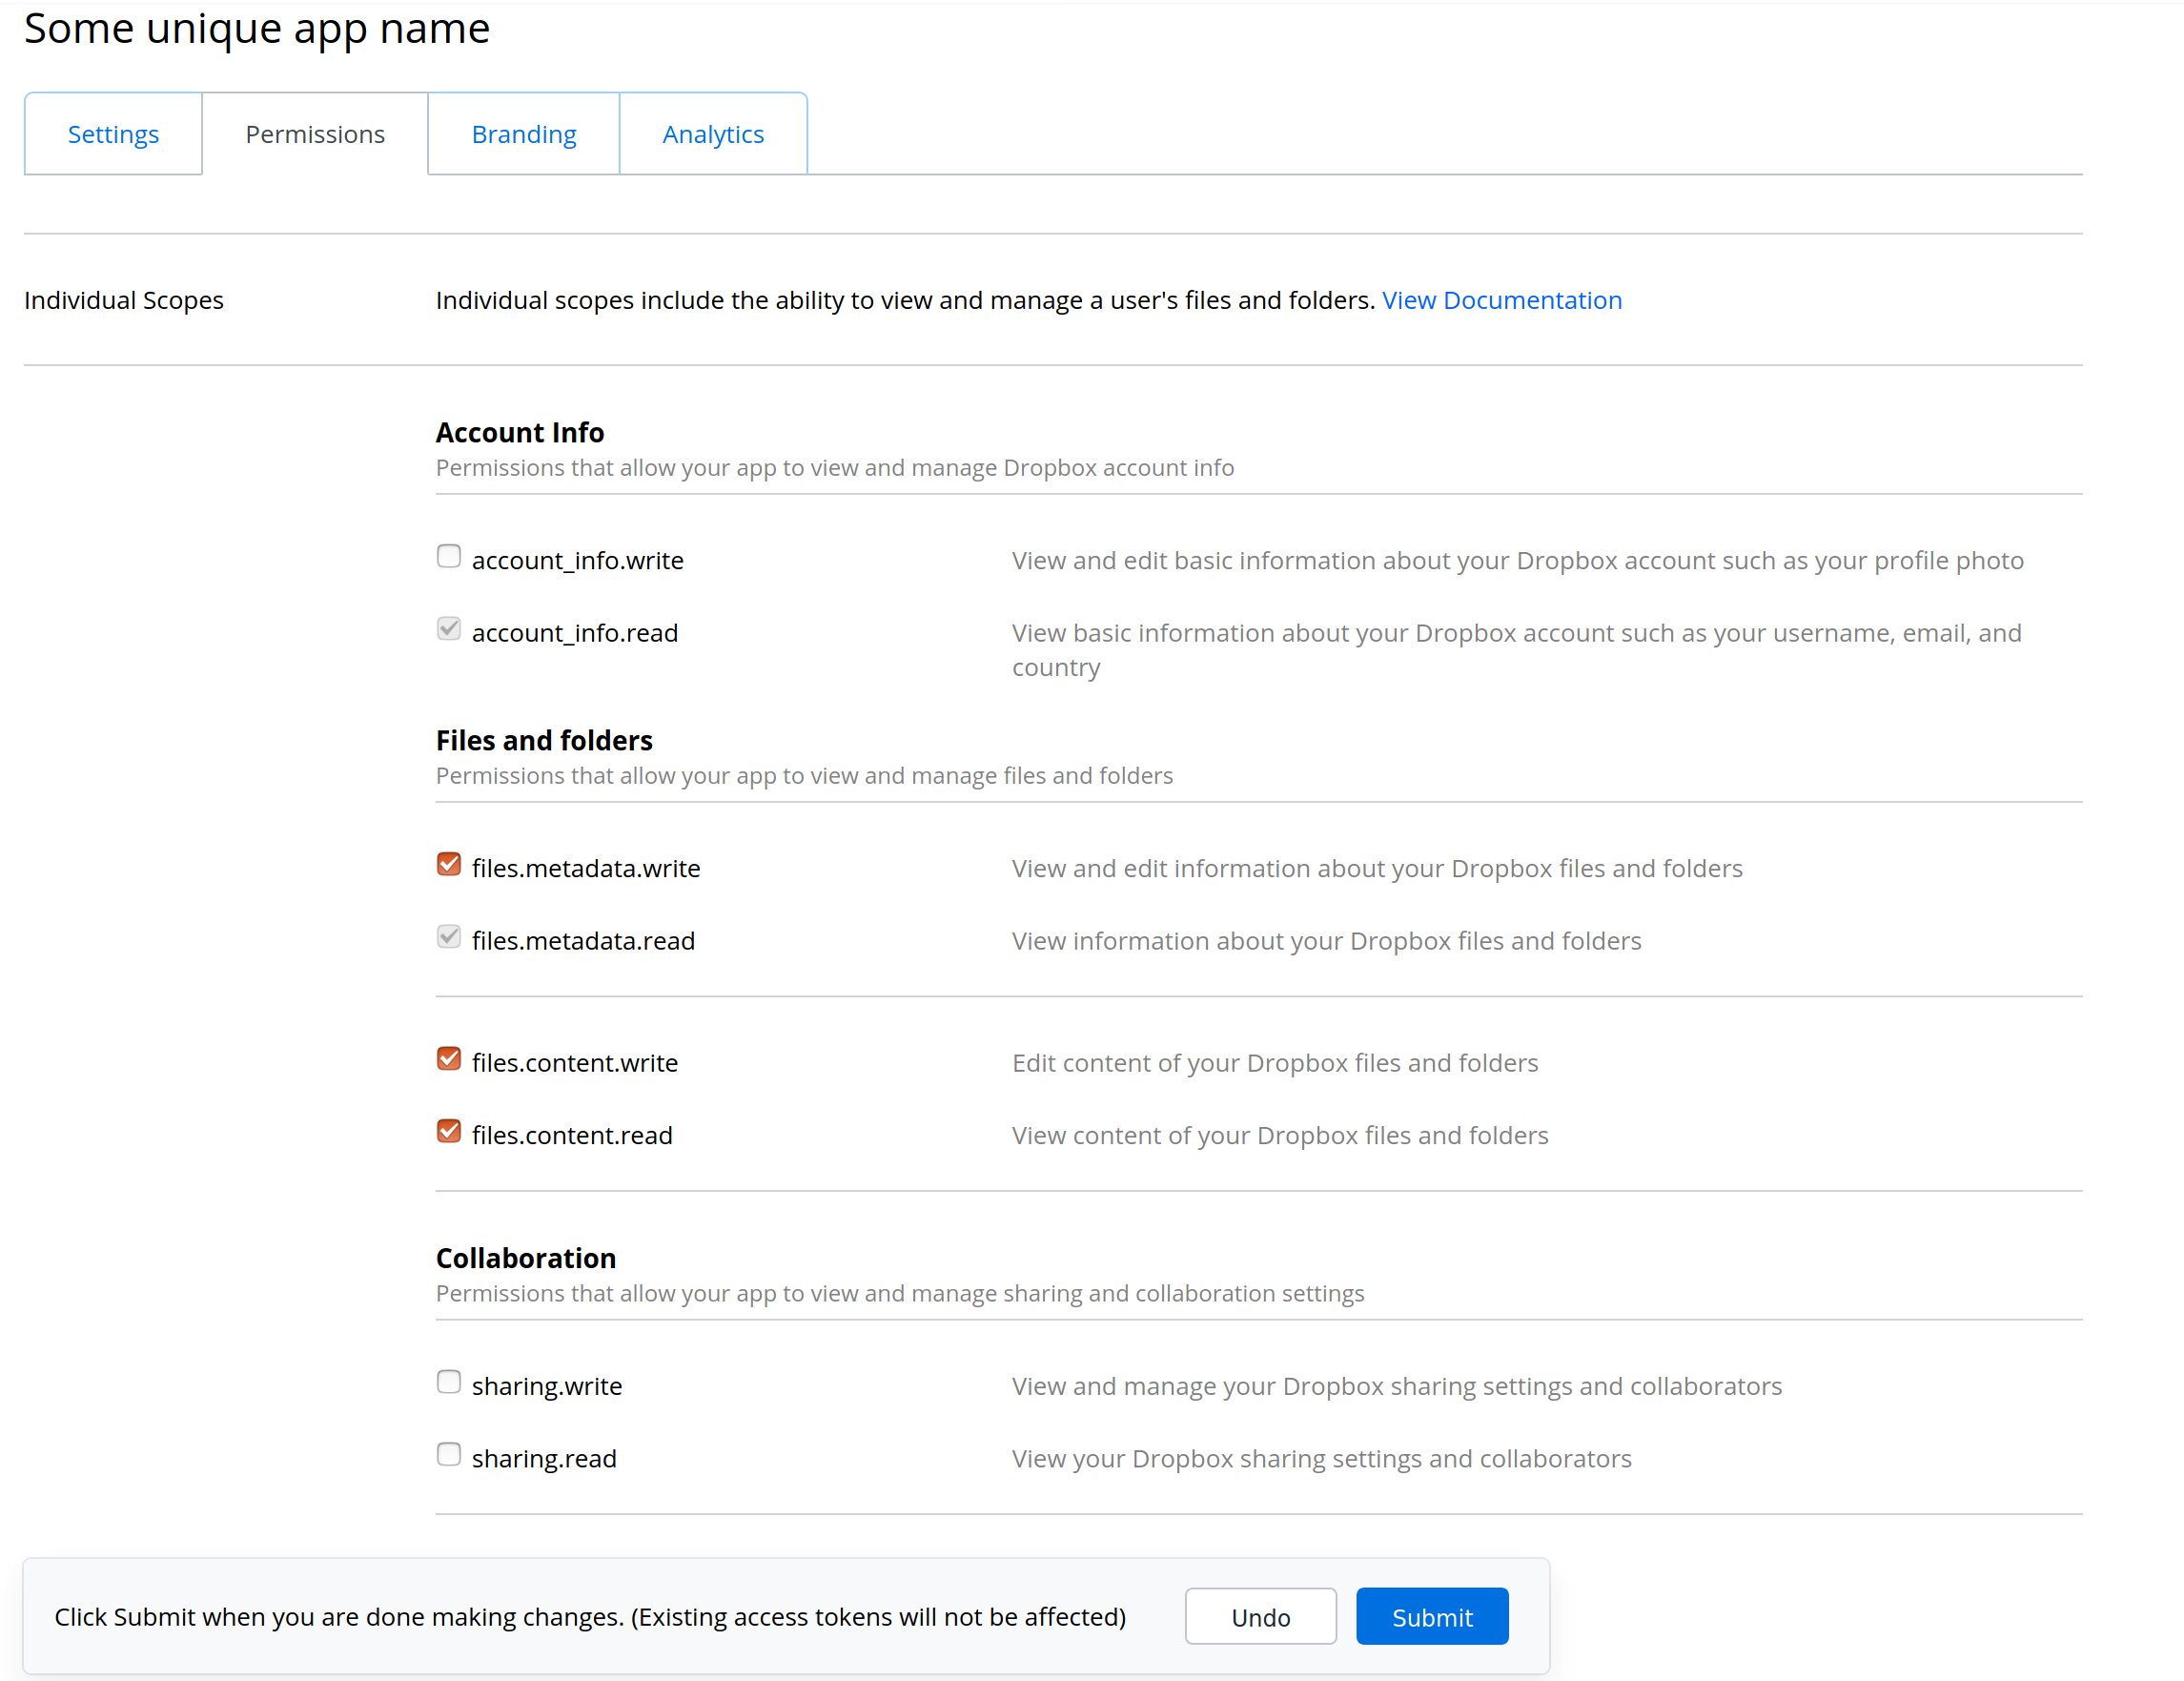 Some unique app name
Settings
Permissions
Branding
Analytics
Individual Scopes
Individual scopes include the ability to view and manage a user's files and folders. View Documentation
Account Info
Permissions that allow your app to view and manage Dropbox account info
account_info.write
View and edit basic information about your Dropbox account such as your profile photo
account_info.read
View basic information about your Dropbox account such as your username, email, and
country
Files and folders
Permissions that allow your app to view and manage files and folders
files.metadata.write
View and edit information about your Dropbox files and folders
files.metadata.read
View information about your Dropbox files and folders
files.content.write
Edit content of your Dropbox files and folders
files.content.read
View content of your Dropbox files and folders
Collaboration
Permissions that allow your app to view and manage sharing and collaboration settings
sharing.write
View and manage your Dropbox sharing settings and collaborators
sharing.read
View your Dropbox sharing settings and collaborators
Click Submit when you are done making changes. (Existing access tokens will not be affected)
Undo
Submit